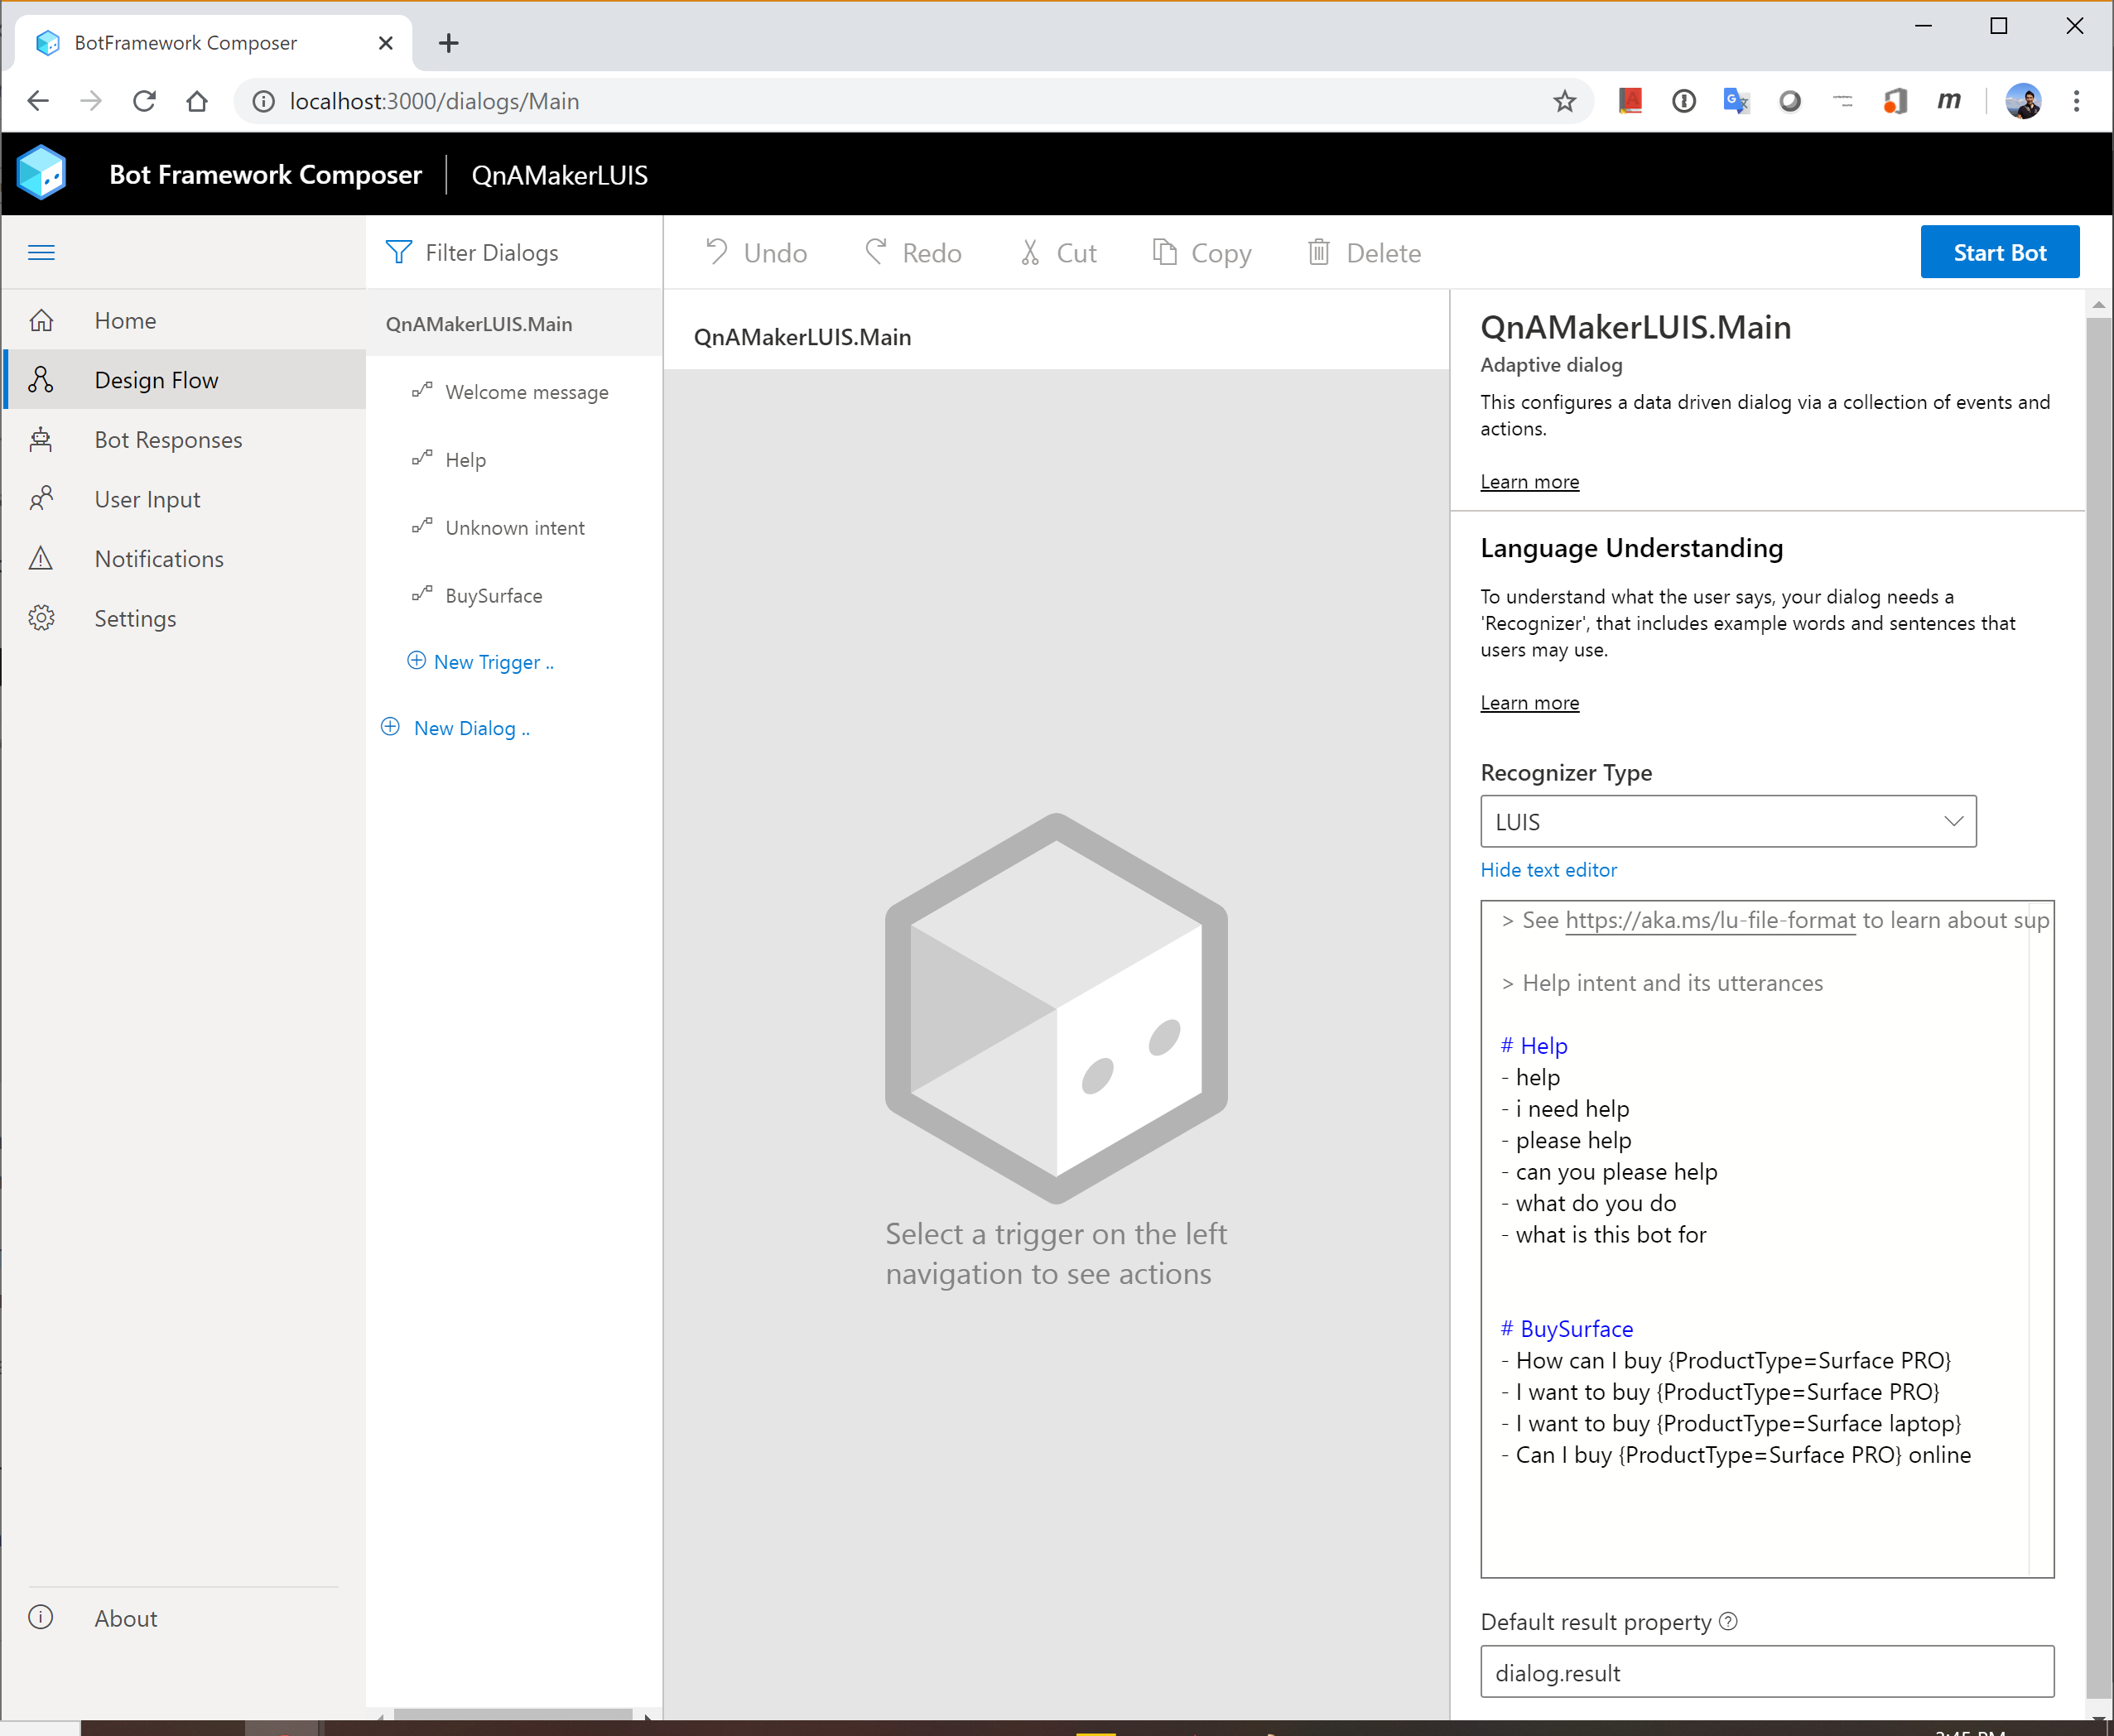 BotFramework Composer
localhost:3000/dialogs/Main
Bot Framework Composer
QnAMakerLUIS
Filter Dialogs
Undo
Redo
Cut
Copy
Delete
Start Bot
Home
Design Flow
Bot Responses
User Input
Notifications
Settings
About
QnAMakerLUIS.Main
Welcome message
Help
Unknown intent
BuySurface
New Trigger ..
New Dialog ..
QnAMakerLUIS.Main
Select a trigger on the left
navigation to see actions
QnAMakerLUIS.Main
Adaptive dialog
This configures a data driven dialog via a collection of events and
actions.
Learn more
Language Understanding
To understand what the user says, your dialog needs a
'Recognizer', that includes example words and sentences that
users may use.
Learn more
Recognizer Type
LUIS
Hide text editor
> See https://aka.ms/lu-file-format to learn about sup
> Help intent and its utterances
# Help
- help
- i need help
- please help
- can you please help
- what do you do
- what is this bot for
# BuySurface
- How can I buy {ProductType=Surface PRO}
- I want to buy {ProductType=Surface PRO}
- I want to buy {ProductType=Surface laptop}
- Can I buy {ProductType=Surface PRO} online
Default result property
dialog.result